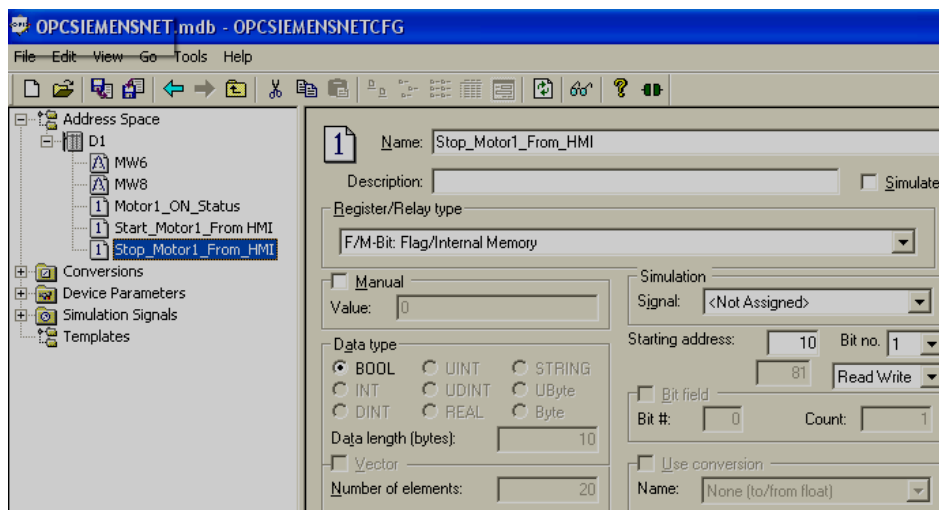 OPCSIEMENSNET.mdb - OPCSIEMENSNETCFG
File Edit View Go Tools Help
Address Space
D1
MW6
MW8
Motor1_ON_Status
Start_Motor1_From HMI
Stop_Motor1_From_HMI
Conversions
Device Parameters
Simulation Signals
Templates
1 Name: Stop_Motor1_From_HMI
Description: Simulate
Register/Relay type
F/M-Bit: Flag/Internal Memory
Manual
Value: 0
Simulation
Signal: <Not Assigned>
Data type
BOOL UINT STRING
INT UDINT UByte
DINT REAL Byte
Data length (bytes): 10
Vector
Number of elements: 20
Starting address: 10 Bit no. 1
81 Read Write
Bit field
Bit #: 0 Count: 1
Use conversion
Name: None (to/from float)